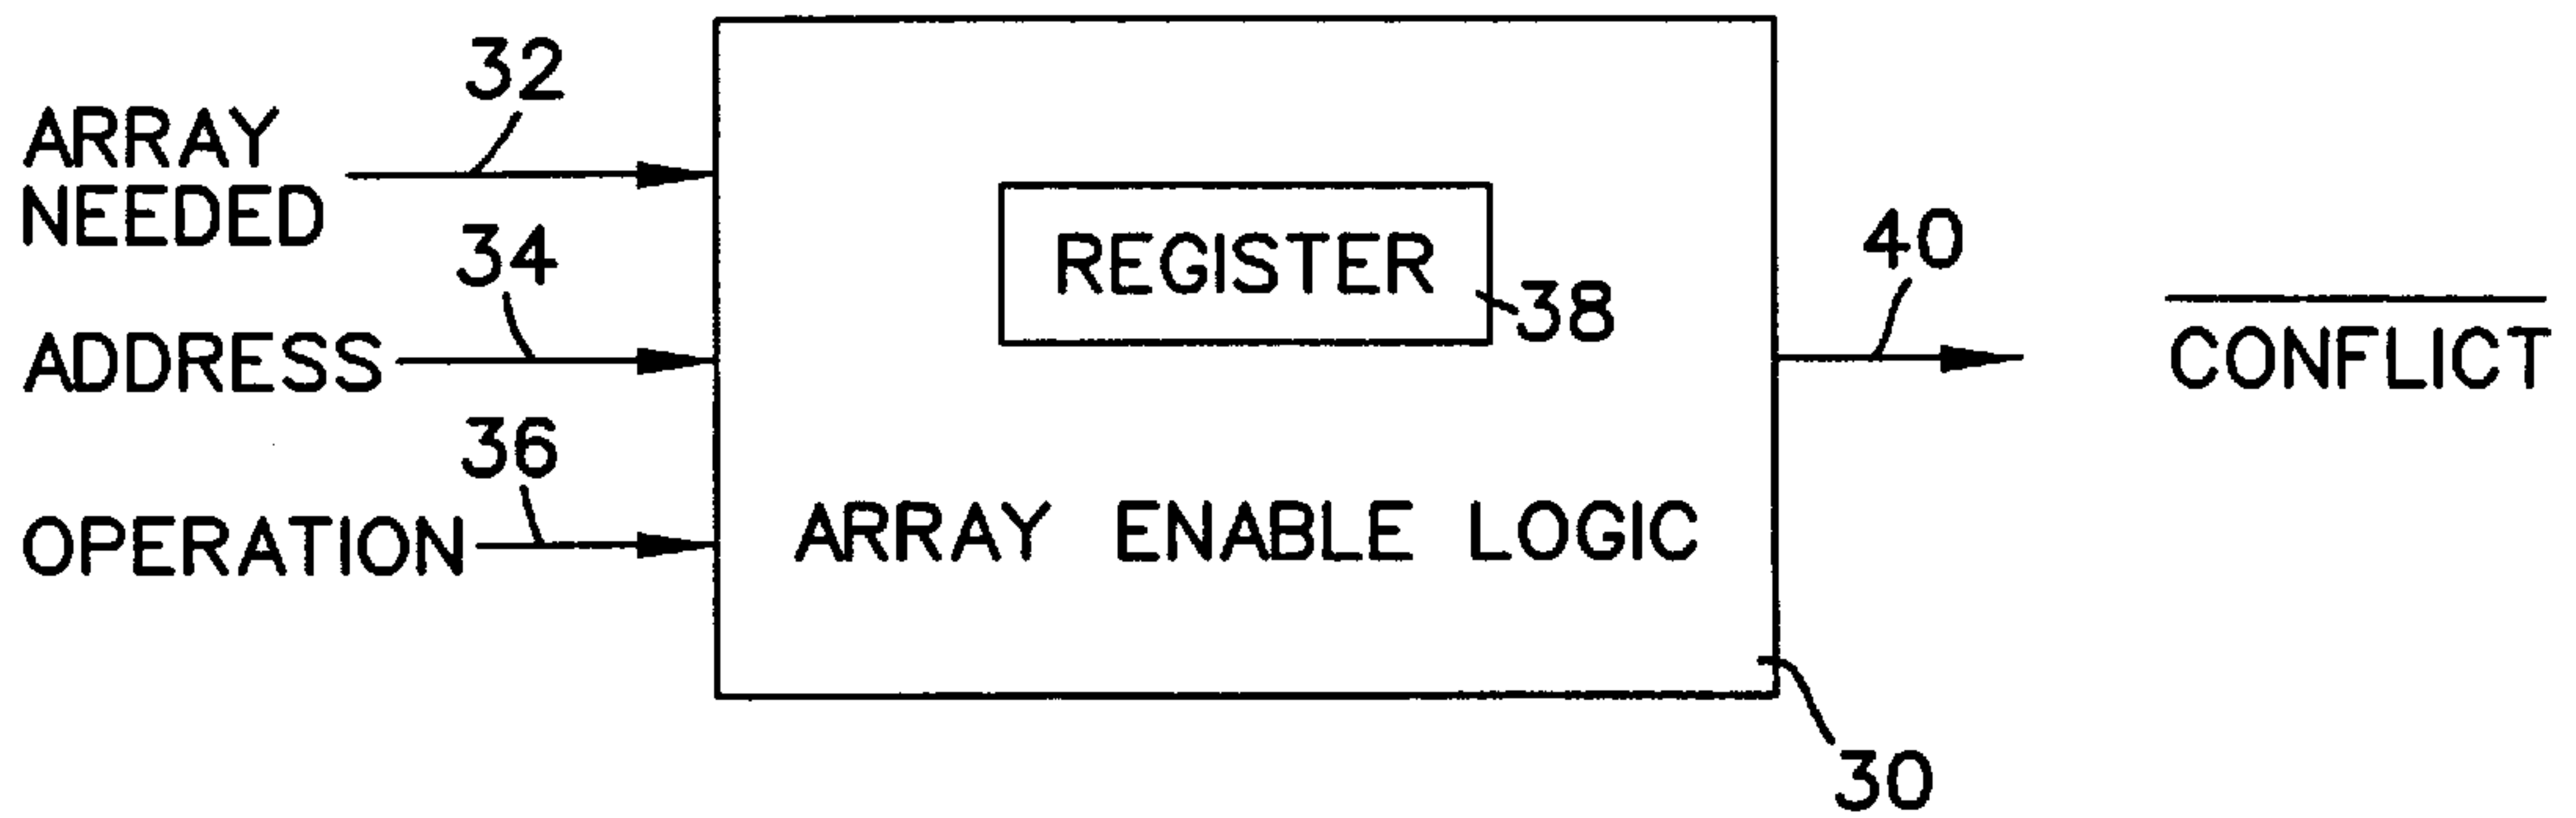 32
ARRAY
NEEDED
34
ADDRESS
36
OPERATION
REGISTER
38
ARRAY ENABLE LOGIC
40
CONFLICT
30